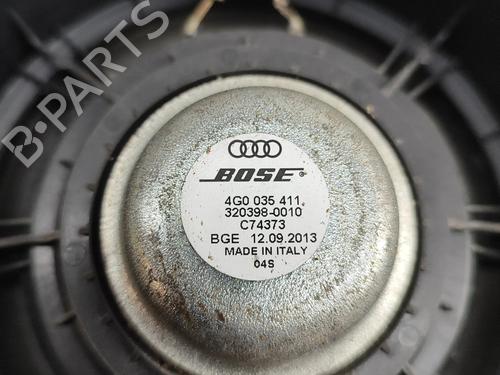 B-PARTS
BOSE®
4G0 035 411
320398-0010
C74373
BGE 12.09.2013
MADE IN ITALY
04S